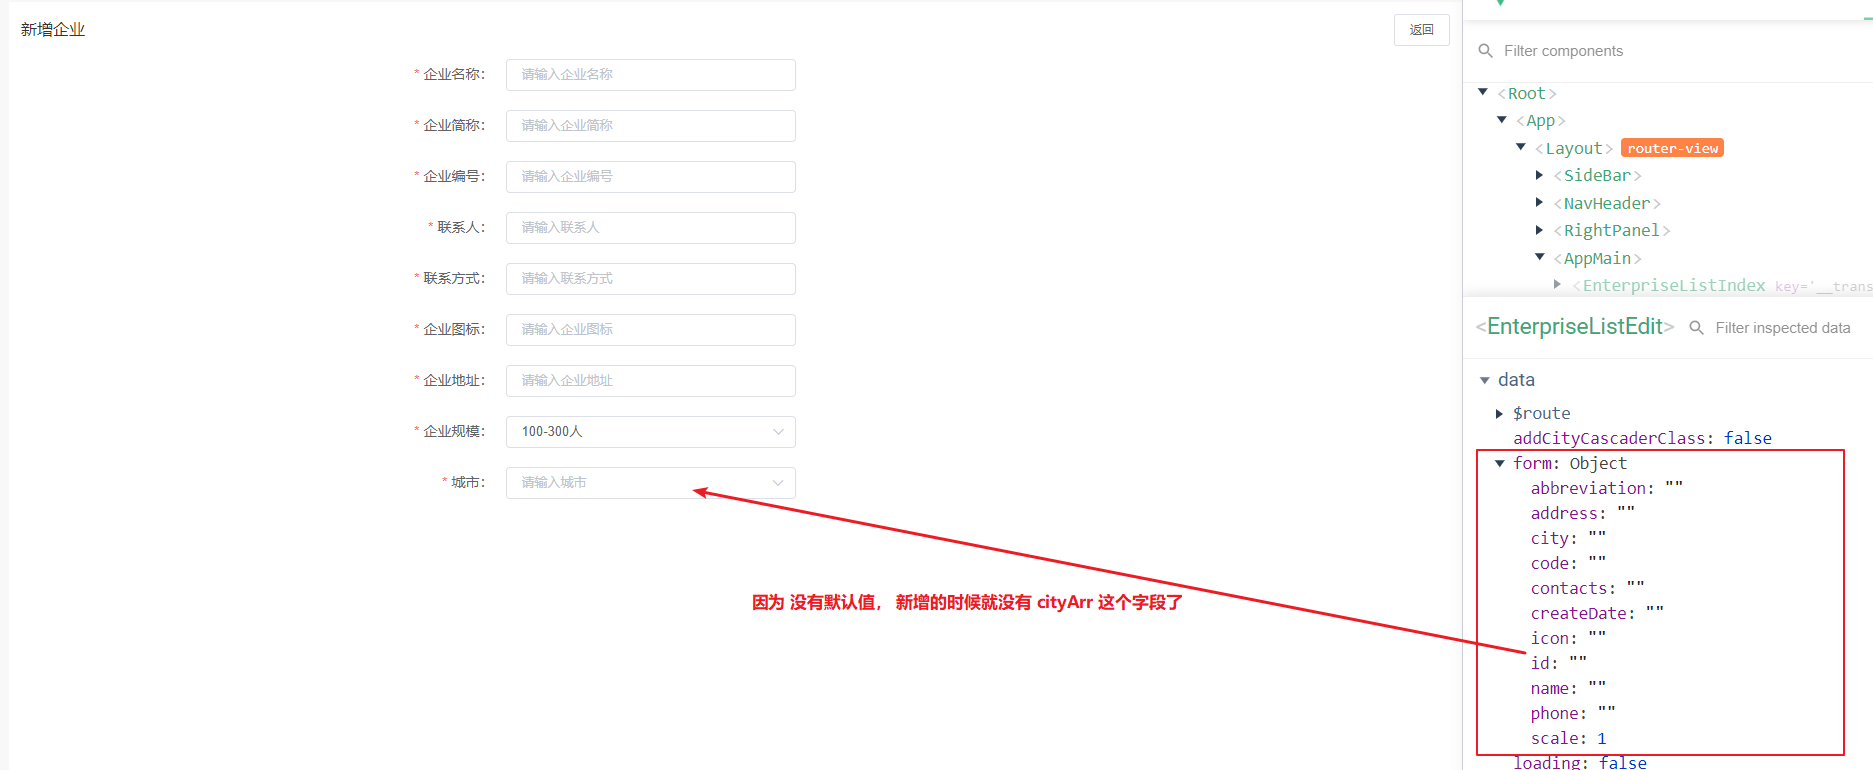 新增企业
返回
* 企业名称：
请输入企业名称
* 企业简称：
请输入企业简称
* 企业编号：
请输入企业编号
* 联系人：
请输入联系人
* 联系方式：
请输入联系方式
* 企业图标：
请输入企业图标
* 企业地址：
请输入企业地址
* 企业规模：
100-300人
* 城市：
请输入城市
因为 没有默认值， 新增的时候就没有 cityArr 这个字段了
Filter components
<Root>
<App>
<Layout> router-view
<SideBar>
<NavHeader>
<RightPanel>
<AppMain>
<EnterpriseListIndex key='__trans
<EnterpriseListEdit> Filter inspected data
data
$route
addCityCascaderClass: false
form: Object
abbreviation: ""
address: ""
city: ""
code: ""
contacts: ""
createDate: ""
icon: ""
id: ""
name: ""
phone: ""
scale: 1
loading: false